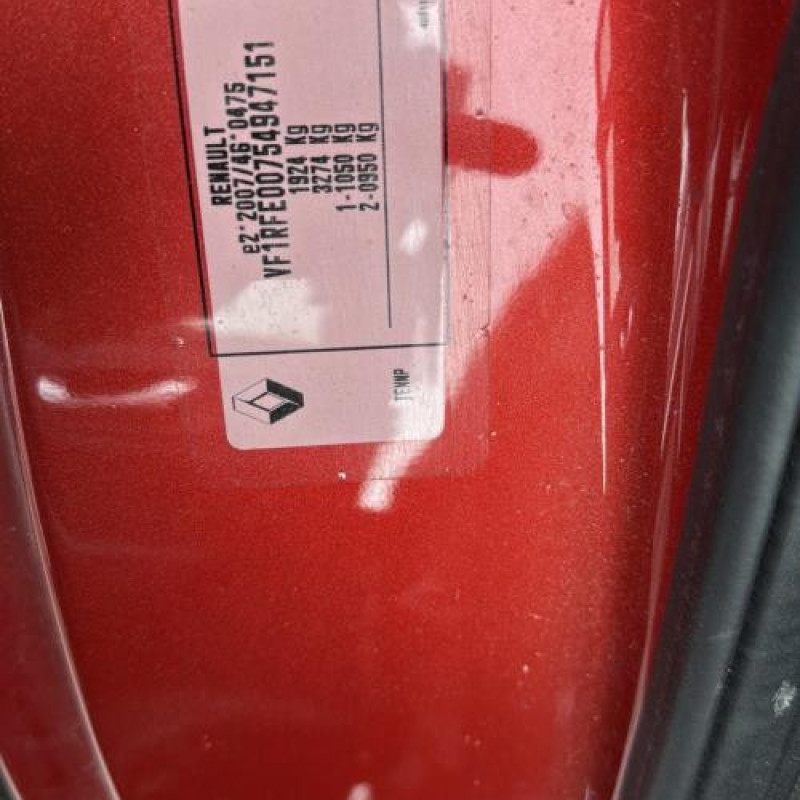 RENAULT
e2*2007/46*0475
VF1RFE00754947151
1924 Kg
3274 Kg
1-1050 Kg
2-0950 Kg